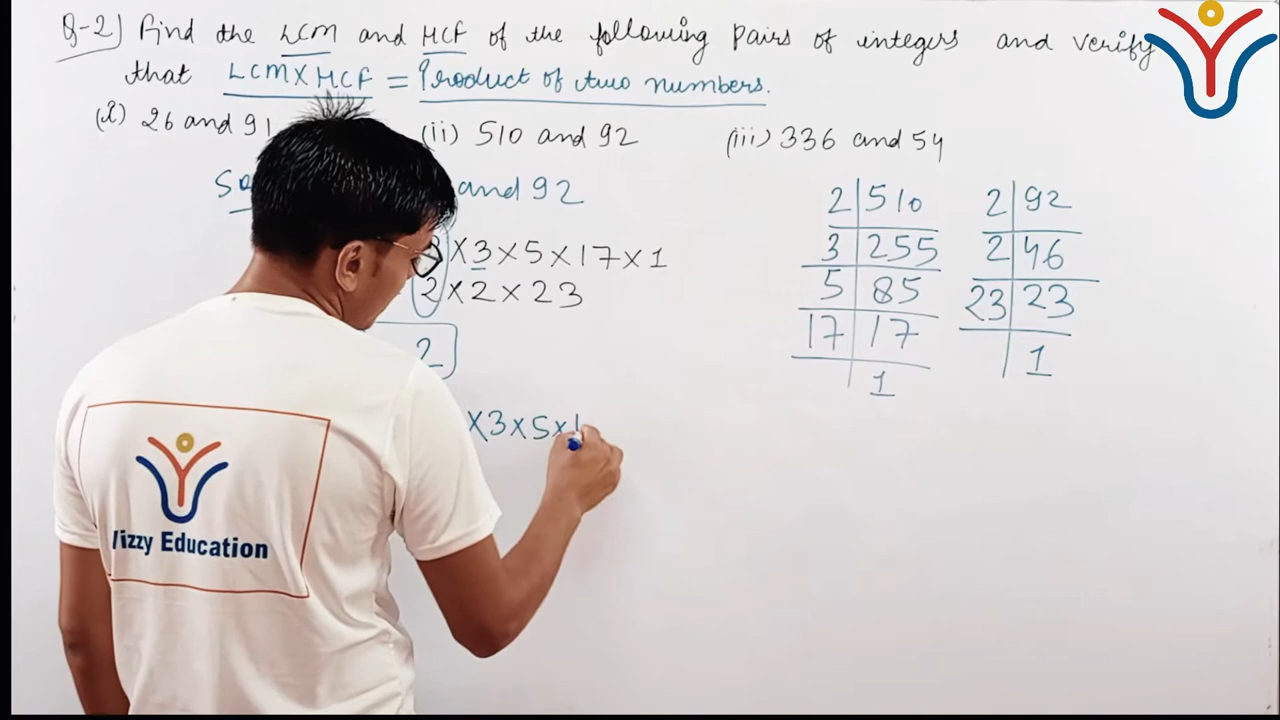 Q-2) Find the LCM and HCF of the following Pairs of integers and verify
that LCM×HCF = Product of two numbers.
(i) 26 and 91 (ii) 510 and 92 (iii) 336 and 54
and 92
×3×5×17×1
2×2×23
2
×3×5×1
2 510
3 255
5 85
17 17
1
2 92
2 46
23 23
1
izzy Education